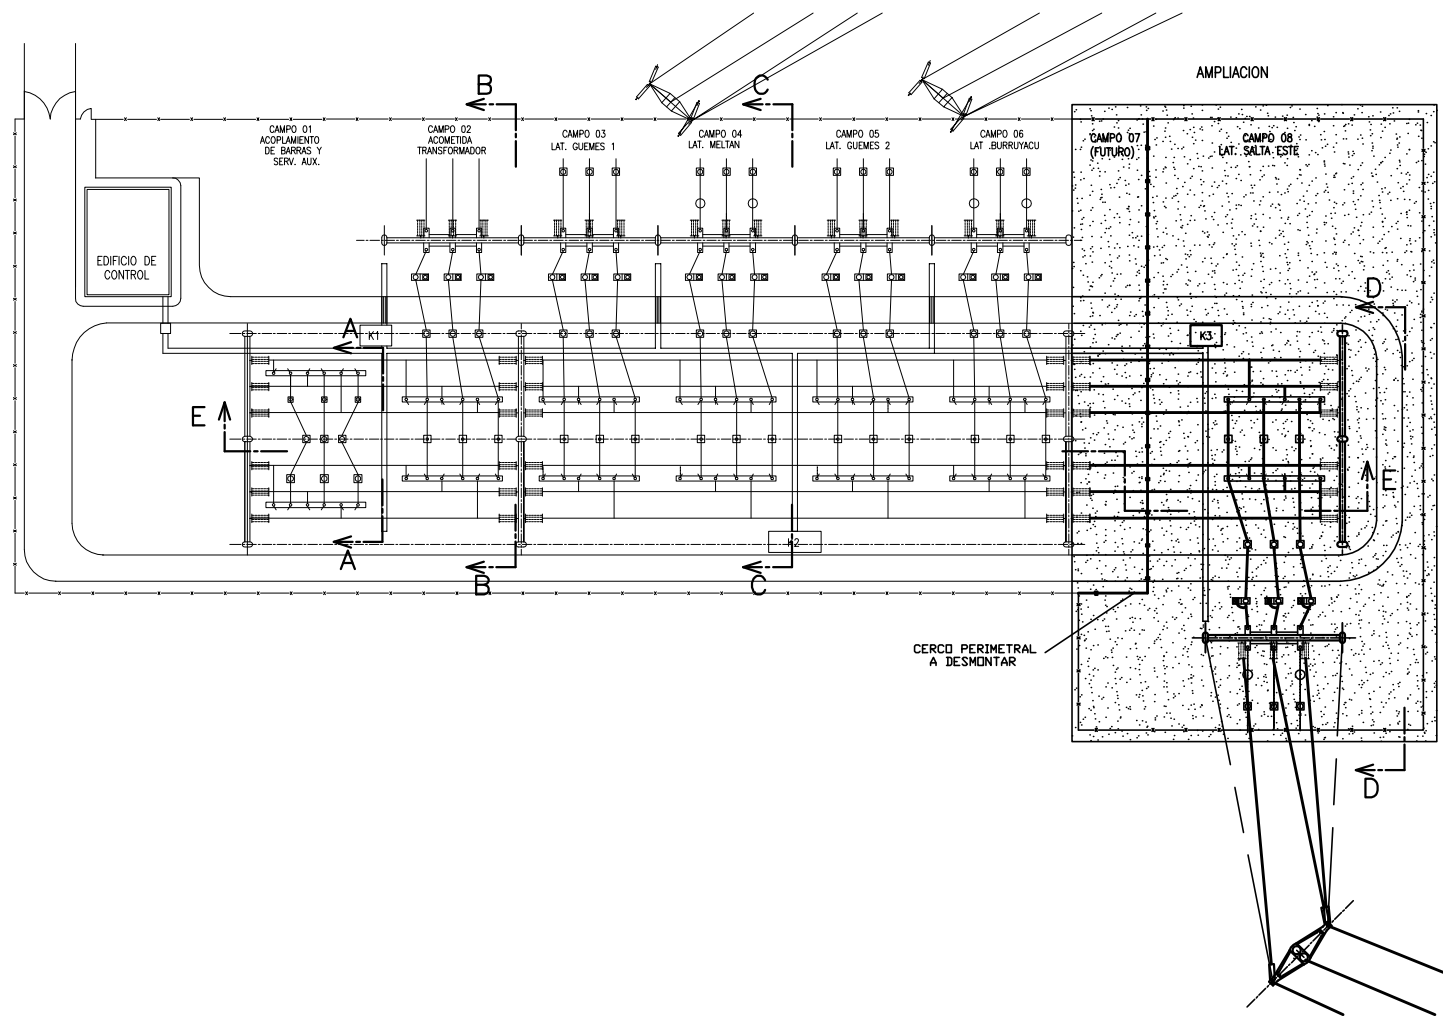 AMPLIACION
B
C
CAMPO 01
ACOPLAMIENTO
DE BARRAS Y
SERV. AUX.
CAMPO 02
ACOMETIDA
TRANSFORMADOR
CAMPO 03
LAT. GUEMES 1
CAMPO 04
LAT. MELTAN
CAMPO 05
LAT. GUEMES 2
CAMPO 06
LAT .BURRUYACU
CAMPO 07
(FUTURO)
CAMPO 08
LAT. SALTA ESTE
EDIFICIO DE
CONTROL
D
A
K1
K3
E
E
K2
A
B
C
CERCO PERIMETRAL
A DESMONTAR
D